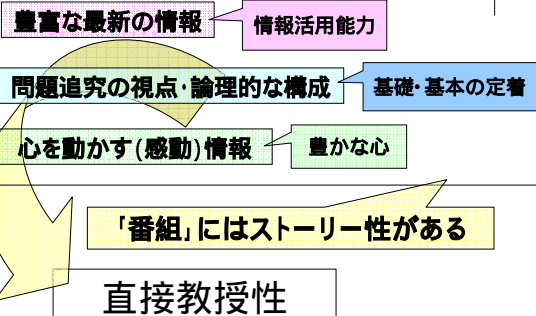 豊富な最新の情報
情報活用能力
問題追究の視点・論理的な構成
基礎・基本の定着
心を動かす(感動)情報
豊かな心
「番組」にはストーリー性がある
直接教授性